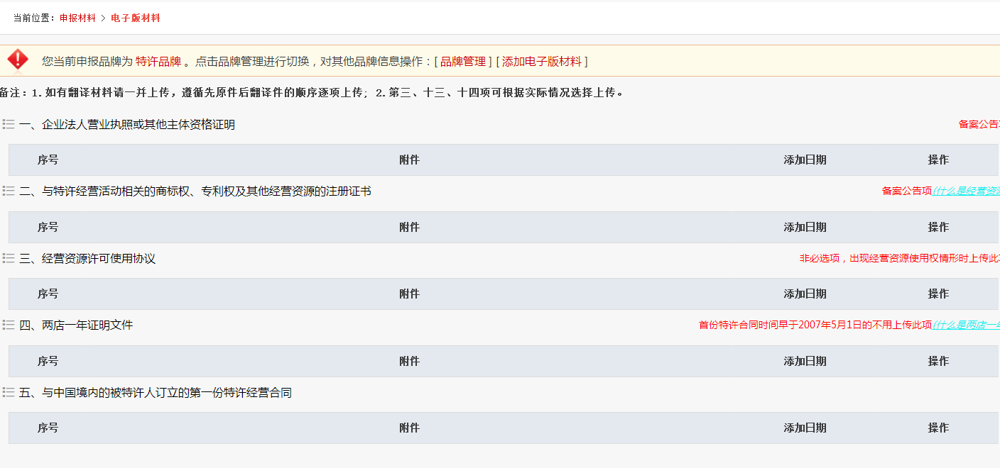 当前位置：申报材料 > 电子版材料
您当前申报品牌为 特许品牌 。点击品牌管理进行切换，对其他品牌信息操作：[ 品牌管理 ] [ 添加电子版材料 ]
备注：1.如有翻译材料请一并上传，遵循先原件后翻译件的顺序逐项上传；2.第三、十三、十四项可根据实际情况选择上传。
一、企业法人营业执照或其他主体资格证明 备案公告
序号 附件 添加日期 操作
二、与特许经营活动相关的商标权、专利权及其他经营资源的注册证书 备案公告项(什么是经营资源
序号 附件 添加日期 操作
三、经营资源许可使用协议 非必选项，出现经营资源使用权情形时上传此
序号 附件 添加日期 操作
四、两店一年证明文件 首份特许合同时间早于2007年5月1日的不用上传此项(什么是两店一年
序号 附件 添加日期 操作
五、与中国境内的被特许人订立的第一份特许经营合同
序号 附件 添加日期 操作